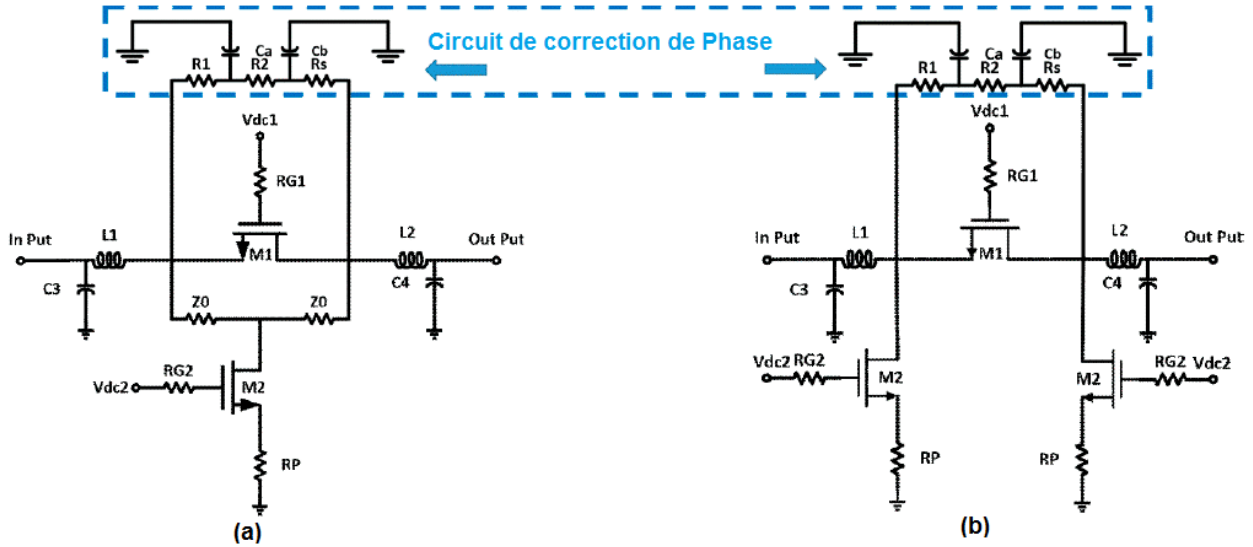 Circuit de correction de Phase
Ca Cb
R1 R2 Rs
Vdc1
RG1
In Put L1 M1 L2 Out Put
C3 C4
Z0 Z0
Vdc2 RG2 M2
RP
(a)
Ca Cb
R1 R2 Rs
Vdc1
RG1
In Put L1 M1 L2 Out Put
C3 C4
Vdc2 RG2 M2 M2 RG2 Vdc2
RP RP
(b)